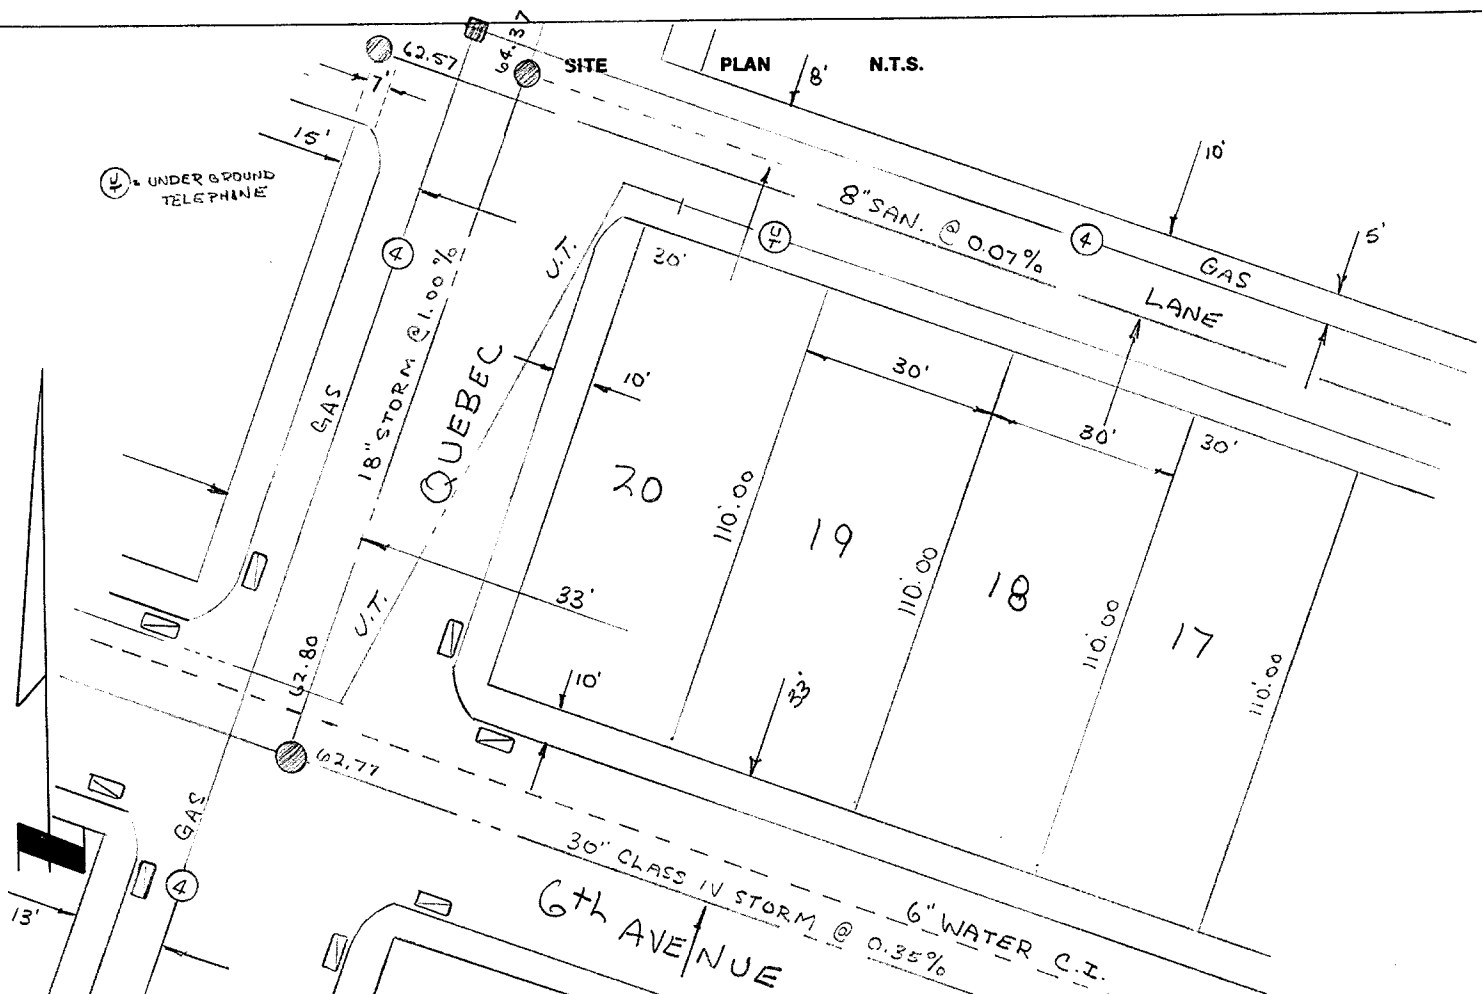 SITE PLAN N.T.S.
62.57
64.37
7'
15'
8'
10'
5'
U/T = UNDERGROUND
TELEPHINE
8" SAN. @ 0.07%
4
GAS
LANE
U/T
U.T.
30'
4
18" STORM @ 1.00%
GAS
QUEBEC
10'
30'
30'
30'
20
19
18
17
110.00
110.00
110.00
110.00
33'
U.T.
62.80
10'
33'
62.77
GAS
4
13'
30" CLASS IV STORM @ 0.35%
6" WATER C.I.
6th AVENUE